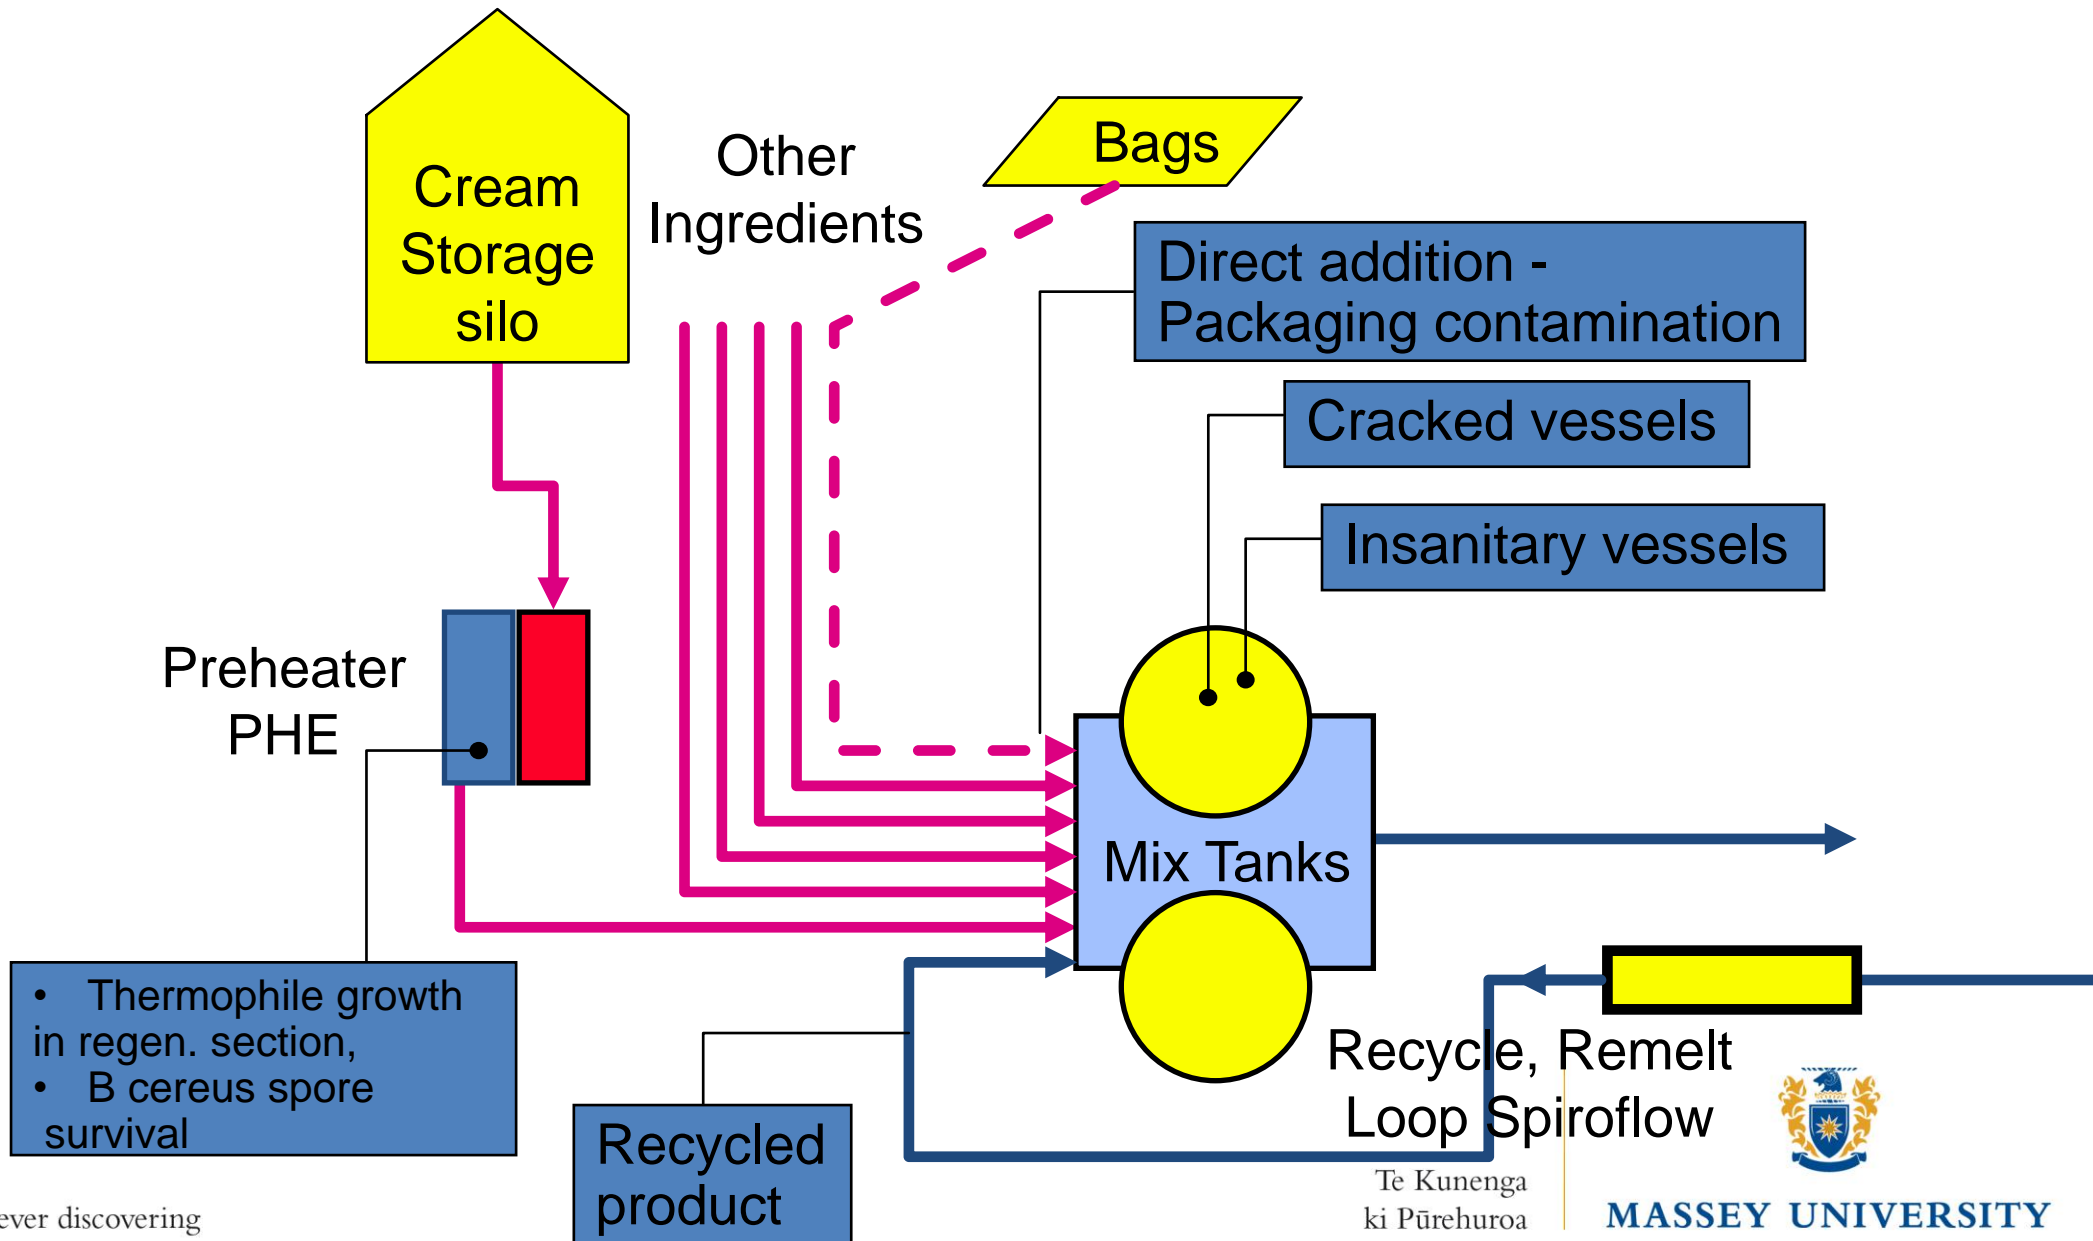 Cream
Storage
silo
Other
Ingredients
Bags
Direct addition -
Packaging contamination
Cracked vessels
Insanitary vessels
Preheater
PHE
Mix Tanks
• Thermophile growth
in regen. section,
• B cereus spore
survival
Recycled
product
Recycle, Remelt
Loop Spiroflow
Te Kunenga
ki Pūrehuroa
MASSEY UNIVERSITY
ever discovering